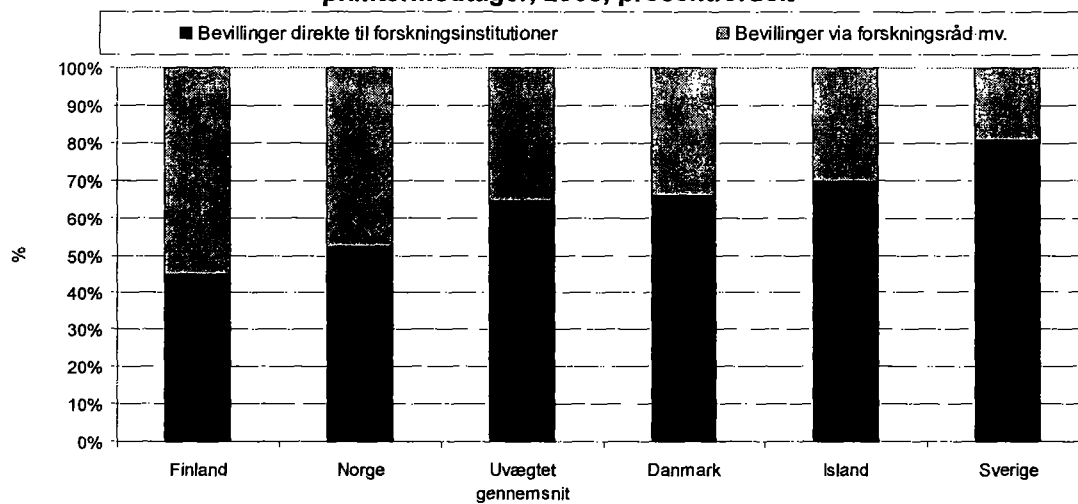 Bevillinger direkte til forskningsinstitutioner
Bevillinger via forskningsråd mv.
100%
90%
80%
70%
60%
50%
40%
30%
20%
10%
0%
%
Finland
Norge
Uvægtet
gennemsnit
Danmark
Island
Sverige